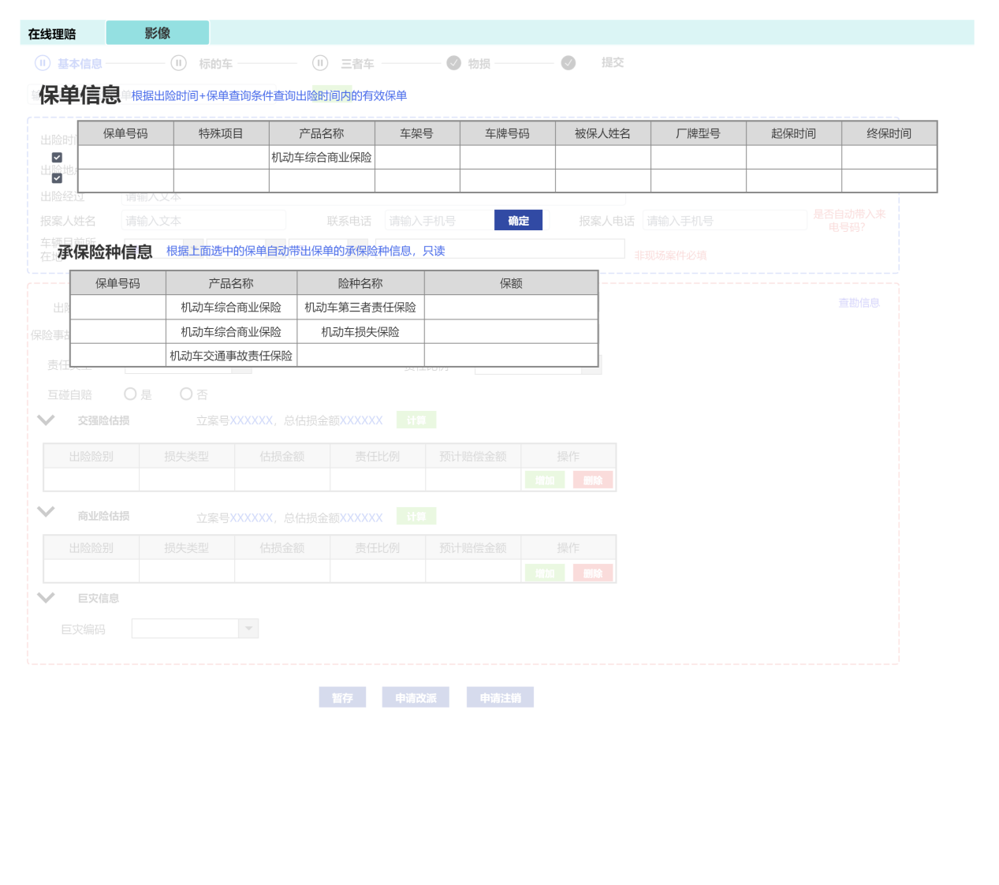 在线理赔 影像
基本信息 标的车 三者车 物损 提交
保单信息 根据出险时间+保单查询条件查询出险时间内的有效保单
保单号码 特殊项目 产品名称 车架号 车牌号码 被保人姓名 厂牌型号 起保时间 终保时间
出险时
机动车综合商业保险
出险地
出险经过 请输入文本
报案人姓名 请输入文本 联系电话 请输入手机号 确定 报案人电话 请输入手机号 是否自动带入来
电号码?
车辆目前所
在地
承保险种信息 根据上面选中的保单自动带出保单的承保险种信息，只读
非现场案件必填
保单号码 产品名称 险种名称 保额
出险 机动车综合商业保险 机动车第三者责任保险 查勘信息
保险事故 机动车综合商业保险 机动车损失保险
机动车交通事故责任保险
责任类型 责任比例
互碰自赔 是 否
交强险估损 立案号XXXXXX，总估损金额XXXXXX 计算
出险险别 损失类型 估损金额 责任比例 预计赔偿金额 操作
增加 删除
商业险估损 立案号XXXXXX，总估损金额XXXXXX 计算
出险险别 损失类型 估损金额 责任比例 预计赔偿金额 操作
增加 删除
巨灾信息
巨灾编码
暂存 申请改派 申请注销